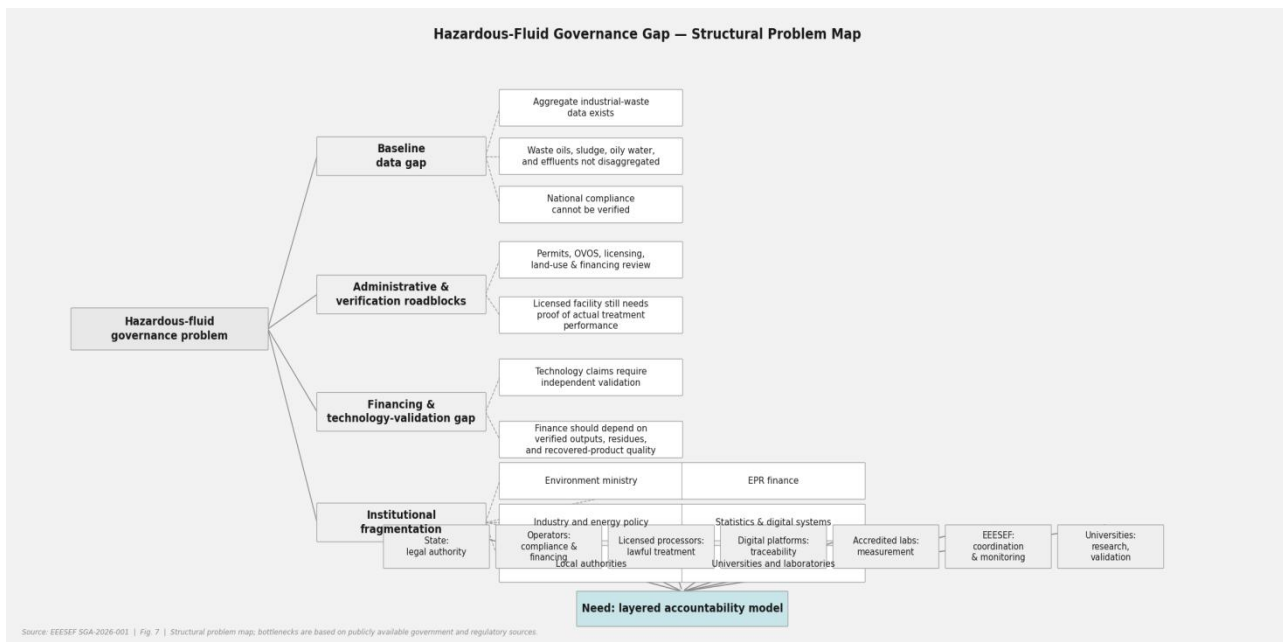 Hazardous-Fluid Governance Gap — Structural Problem Map
Aggregate industrial-waste
data exists
Baseline
data gap
Waste oils, sludge, oily water,
and effluents not disaggregated
National compliance
cannot be verified
Permits, OVOS, licensing,
land-use & financing review
Administrative &
verification roadblocks
Licensed facility still needs
proof of actual treatment
performance
Hazardous-fluid
governance problem
Technology claims require
independent validation
Financing &
technology-validation gap
Finance should depend on
verified outputs, residues,
and recovered-product quality
Environment ministry
EPR finance
Institutional
fragmentation
Industry and energy policy
Statistics & digital systems
Local authorities
Universities and laboratories
State:
legal authority
Operators:
compliance &
financing
Licensed processors:
lawful treatment
Digital platforms:
traceability
Accredited labs:
measurement
EEESEF:
coordination
& monitoring
Universities:
research,
validation
Need: layered accountability model
Source: EEESEF SGA-2026-001 | Fig. 7 | Structural problem map; bottlenecks are based on publicly available government and regulatory sources.